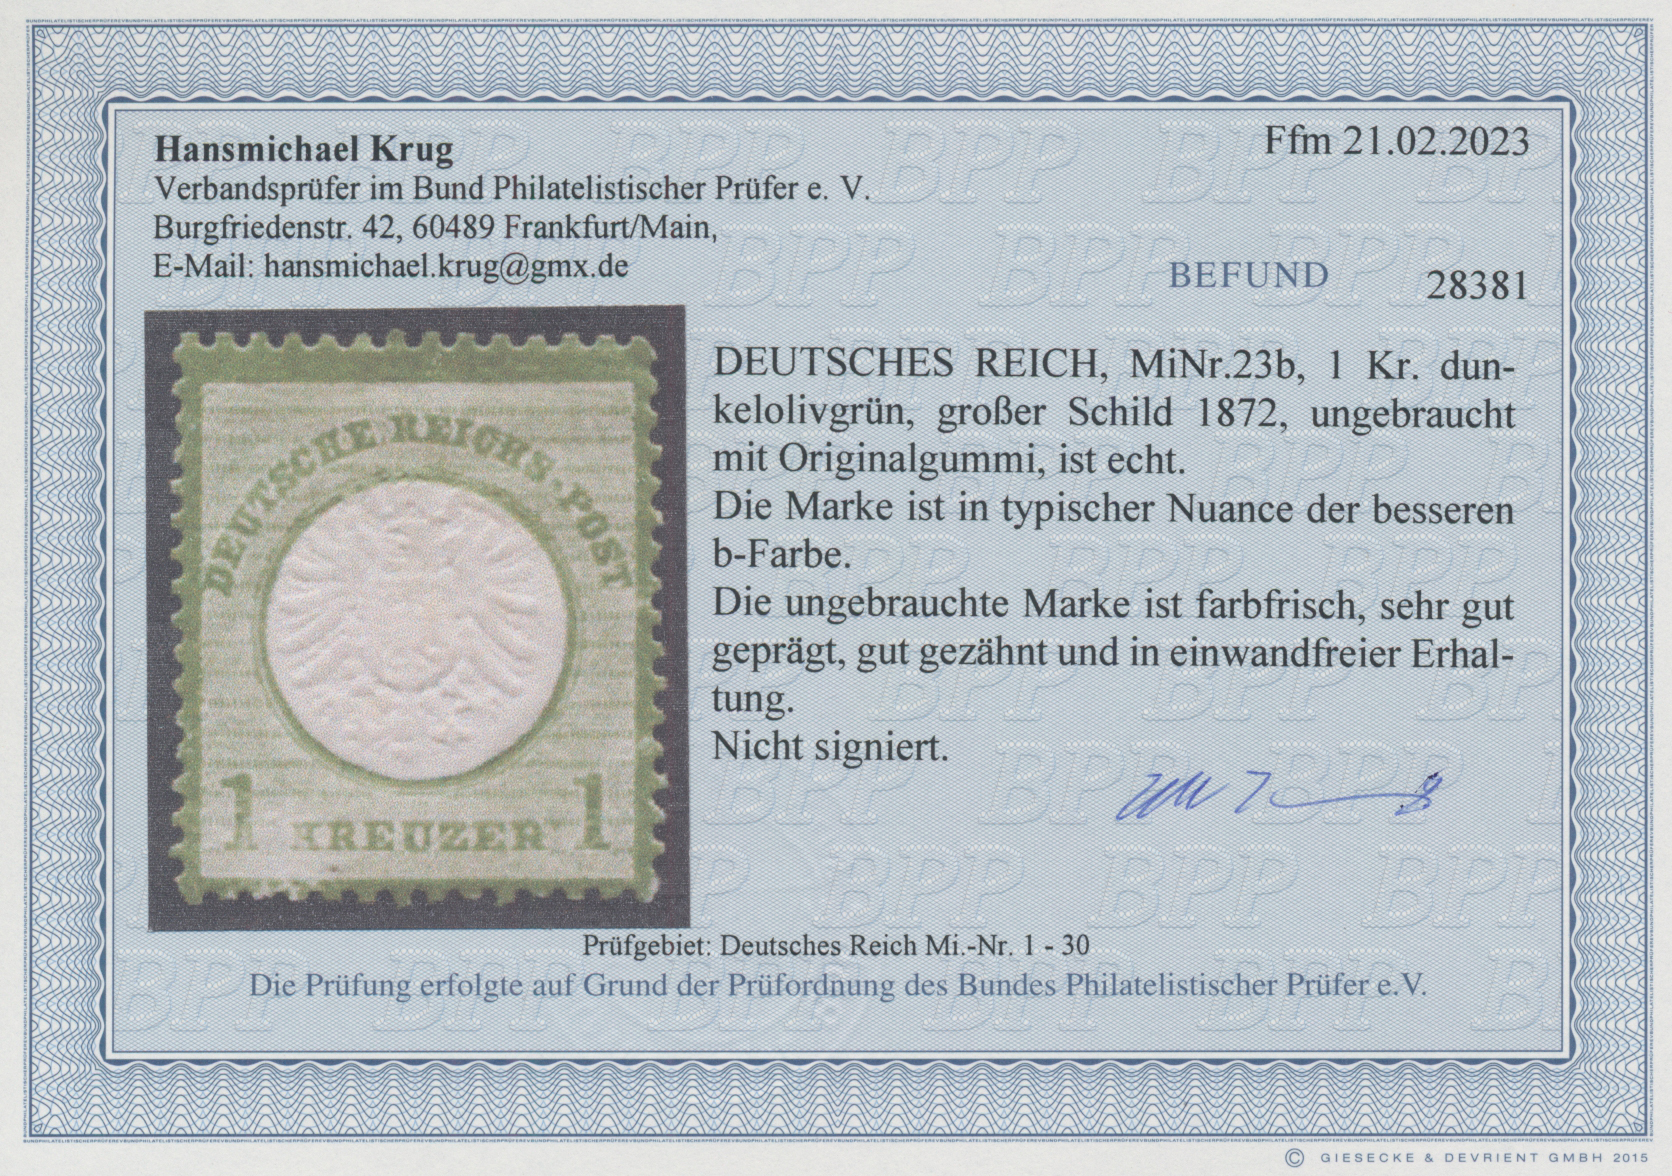 Hansmichael Krug
Verbandsprüfer im Bund Philatelistischer Prüfer e. V.
Burgfriedenstr. 42, 60489 Frankfurt/Main,
E-Mail: hansmichael.krug@gmx.de
Ffm 21.02.2023
BEFUND
28381
DEUTSCHE REICHS-POST
1 KREUZER 1
DEUTSCHES REICH, MiNr.23b, 1 Kr. dun-
kelolivgrün, großer Schild 1872, ungebraucht
mit Originalgummi, ist echt.
Die Marke ist in typischer Nuance der besseren
b-Farbe.
Die ungebrauchte Marke ist farbfrisch, sehr gut
geprägt, gut gezähnt und in einwandfreier Erhal-
tung.
Nicht signiert.
Prüfgebiet: Deutsches Reich Mi.-Nr. 1 - 30
Die Prüfung erfolgte auf Grund der Prüfordnung des Bundes Philatelistischer Prüfer e.V.
© GIESECKE & DEVRIENT GMBH 2015